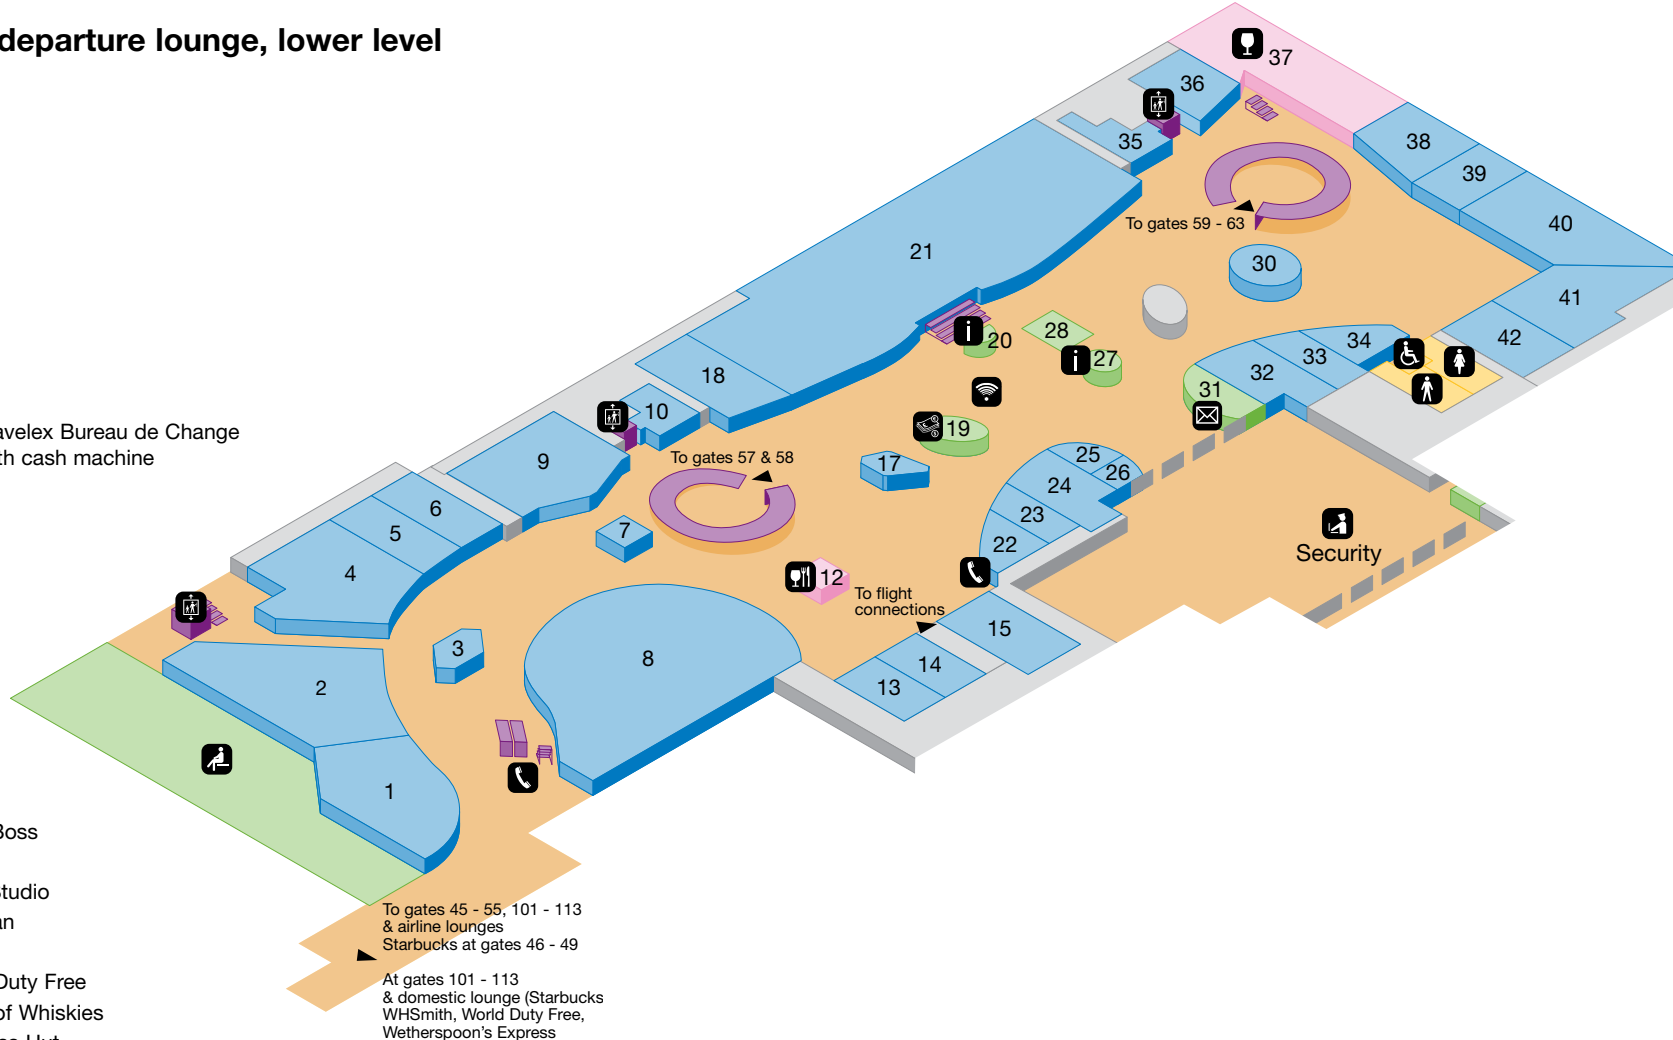 departure lounge, lower level
37
36
35
38
39
40
To gates 59 - 63
21
30
41
42
34
33
32
31
28
20
27
18
10
19
To gates 57 & 58
9
17
25
26
24
23
22
6
5
7
4
12
To flight
connections
15
14
13
Security
3
8
2
1
avelex Bureau de Change
th cash machine
Boss
Studio
an
Duty Free
of Whiskies
To gates 45 - 55, 101 - 113
& airline lounges
Starbucks at gates 46 - 49
At gates 101 - 113
& domestic lounge (Starbucks
WHSmith, World Duty Free,
Wetherspoon's Express